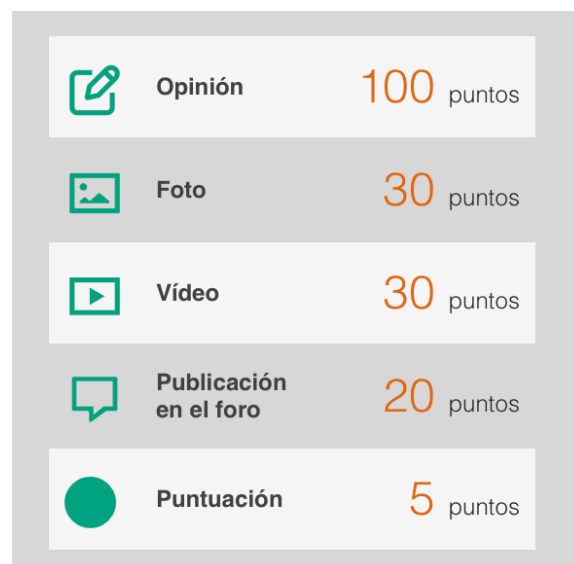 Opinión 100 puntos
Foto 30 puntos
Vídeo 30 puntos
Publicación
en el foro 20 puntos
Puntuación 5 puntos